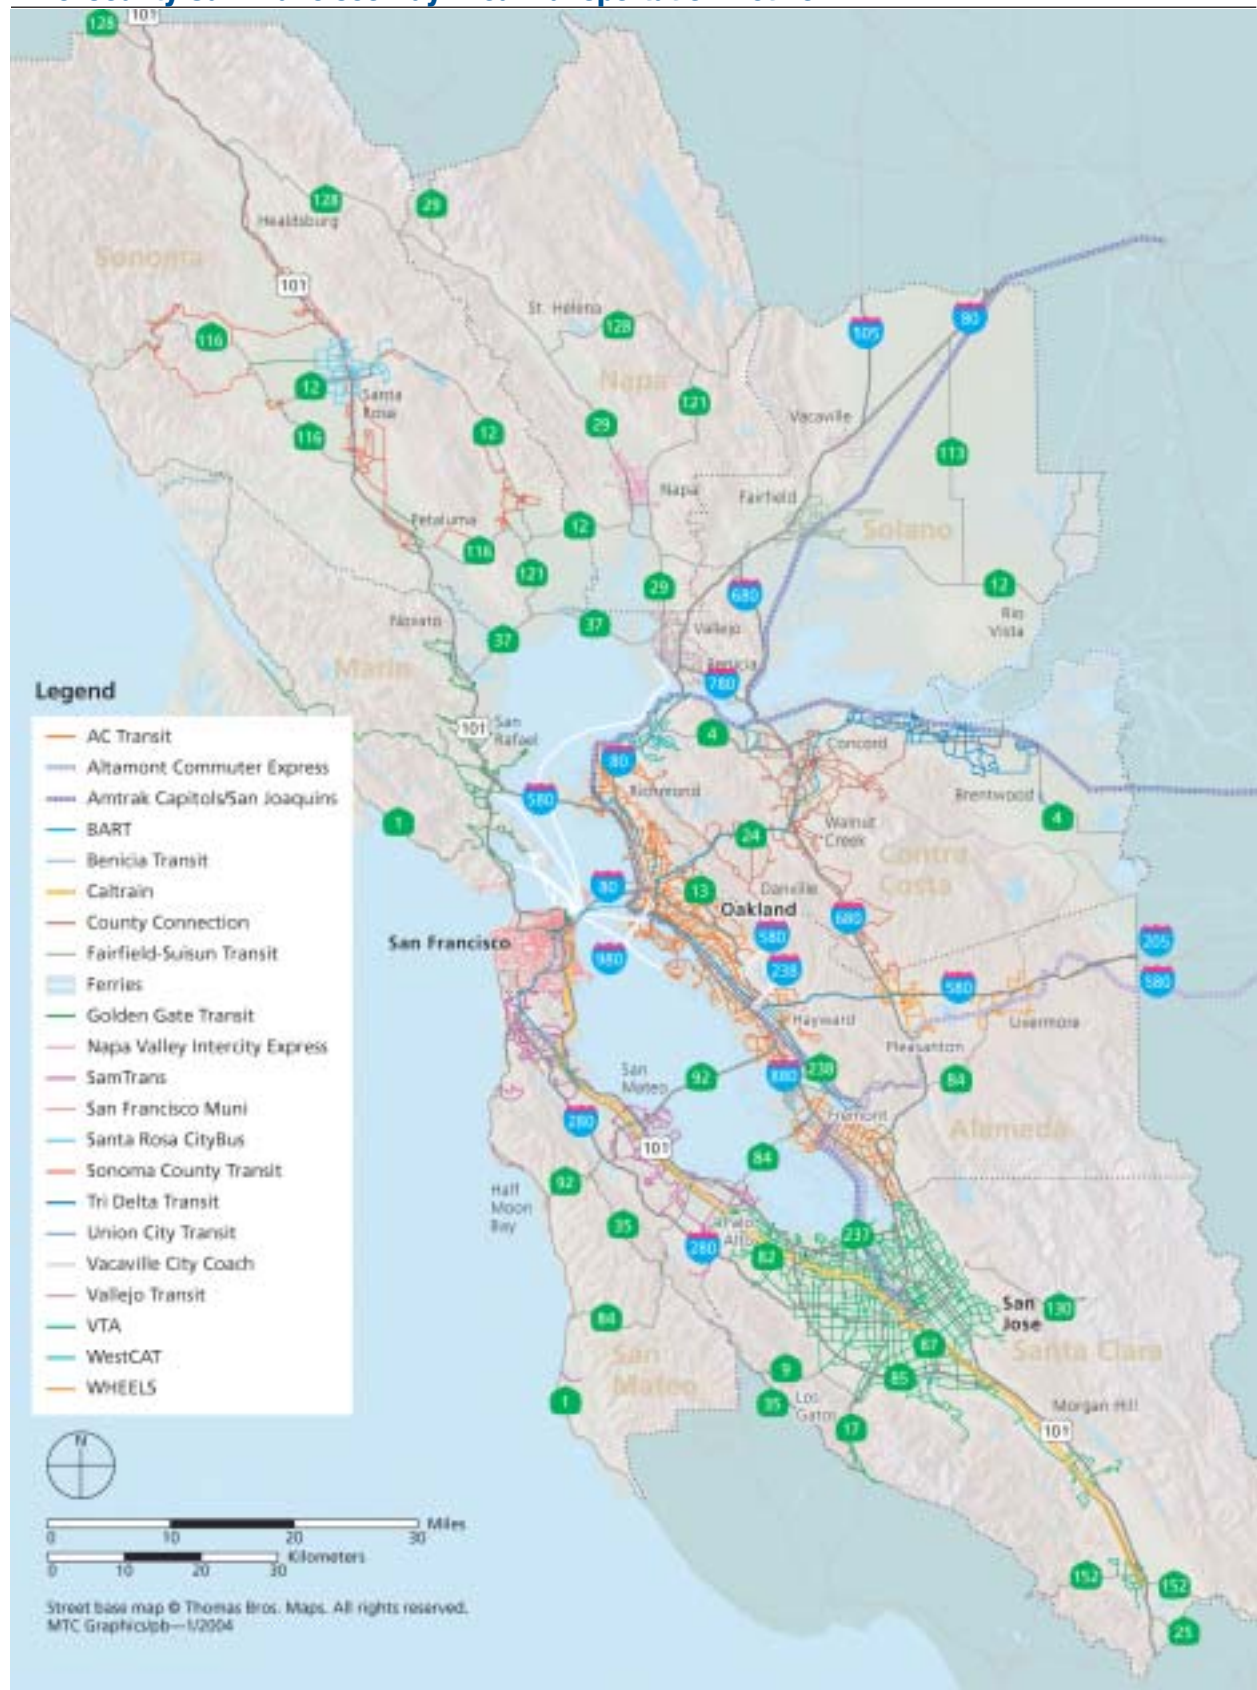 128
101
128
29
Healdsburg
Sonoma
101
St. Helena
128
105
80
116
Napa
12
Santa
Rosa
121
29
Vacaville
116
12
113
Napa
Fairfield
Petaluma
12
Solano
116
121
29
680
12
Rio
Vista
Novato
37
37
Vallejo
Marin
Benicia
780
Legend
AC Transit
Altamont Commuter Express
Amtrak Capitols/San Joaquins
BART
Benicia Transit
Caltrain
County Connection
Fairfield-Suisun Transit
Ferries
Golden Gate Transit
Napa Valley Intercity Express
SamTrans
San Francisco Muni
Santa Rosa CityBus
Sonoma County Transit
Tri Delta Transit
Union City Transit
Vacaville City Coach
Vallejo Transit
VTA
WestCAT
WHEELS
101
San
Rafael
4
Concord
80
580
Richmond
Brentwood
4
1
24
Walnut
Creek
Contra
Costa
80
13
Danville
Oakland
680
San Francisco
580
205
980
238
580
580
Hayward
Livermore
Pleasanton
San
Mateo
92
880
238
84
280
Fremont
Alameda
101
84
92
Half
Moon
Bay
35
Palo
Alto
280
82
237
San
Jose
130
84
87
San
Mateo
Santa Clara
9
85
1
35
Los
Gatos
17
Morgan Hill
101
N
0 10 20 30 Miles
0 10 20 30 Kilometers
152
152
25
Street base map © Thomas Bros. Maps. All rights reserved.
MTC Graphics/pb—1/2004